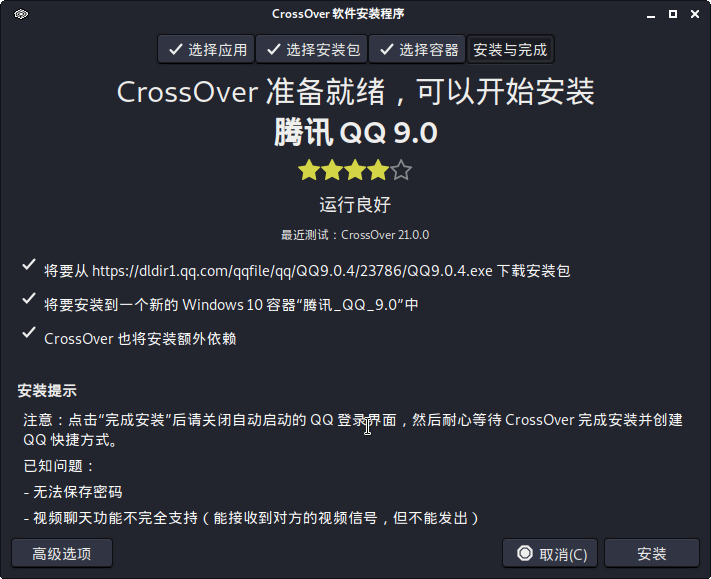 CrossOver 软件安装程序
选择应用 选择安装包 选择容器 安装与完成
CrossOver 准备就绪，可以开始安装
腾讯 QQ 9.0
运行良好
最近测试：CrossOver 21.0.0
将要从 https://dldir1.qq.com/qqfile/qq/QQ9.0.4/23786/QQ9.0.4.exe 下载安装包
将要安装到一个新的 Windows 10 容器“腾讯_QQ_9.0”中
CrossOver 也将安装额外依赖
安装提示
注意：点击“完成安装”后请关闭自动启动的 QQ 登录界面，然后耐心等待 CrossOver 完成安装并创建
QQ 快捷方式。
已知问题：
- 无法保存密码
- 视频聊天功能不完全支持（能接收到对方的视频信号，但不能发出）
高级选项 取消(C) 安装